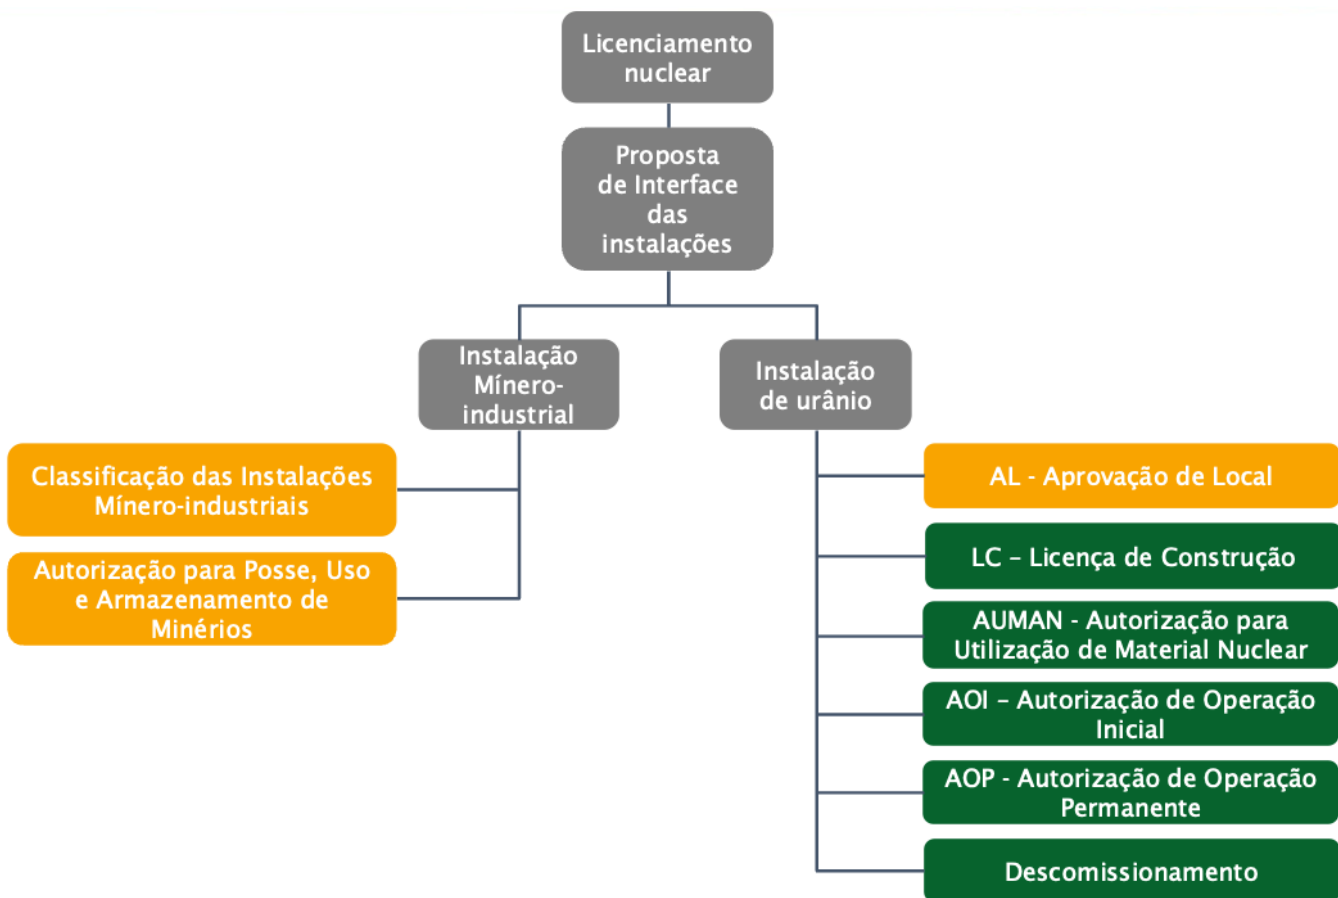 Licenciamento
nuclear
Proposta
de Interface
das
instalações
Instalação
Mínero-
industrial
Instalação
de urânio
Classificação das Instalações
Mínero-industriais
Autorização para Posse, Uso
e Armazenamento de
Minérios
AL - Aprovação de Local
LC – Licença de Construção
AUMAN - Autorização para
Utilização de Material Nuclear
AOI – Autorização de Operação
Inicial
AOP - Autorização de Operação
Permanente
Descomissionamento